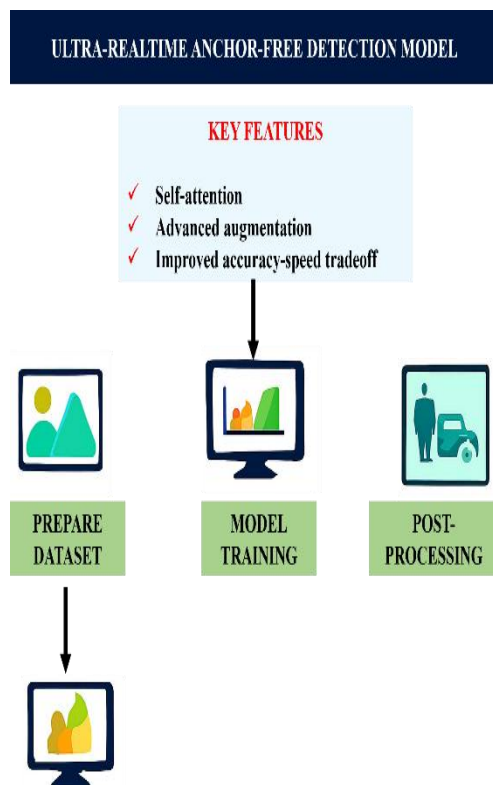 ULTRA-REALTIME ANCHOR-FREE DETECTION MODEL
KEY FEATURES
✓ Self-attention
✓ Advanced augmentation
✓ Improved accuracy-speed tradeoff
PREPARE
DATASET
MODEL
TRAINING
POST-
PROCESSING